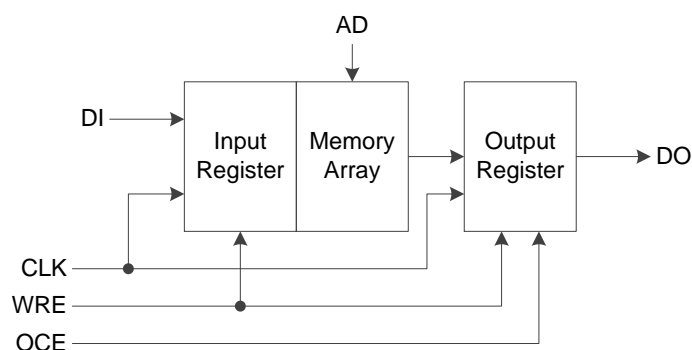 AD
DI
Input
Register
Memory
Array
Output
Register
DO
CLK
WRE
OCE